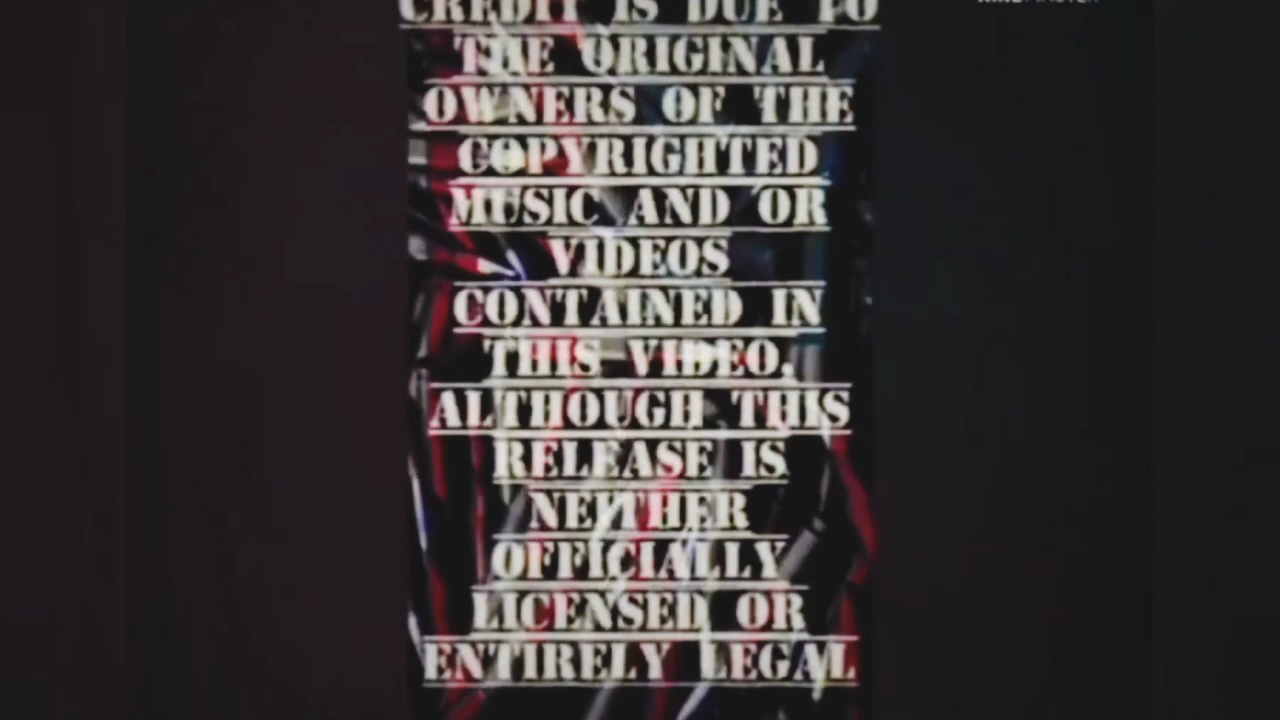 CREDIT IS DUE TO
THE ORIGINAL
OWNERS OF THE
COPYRIGHTED
MUSIC AND OR
VIDEOS
CONTAINED IN
THIS VIDEO,
ALTHOUGH THIS
RELEASE IS
NEITHER
OFFICIALLY
LICENSED OR
ENTIRELY LEGAL